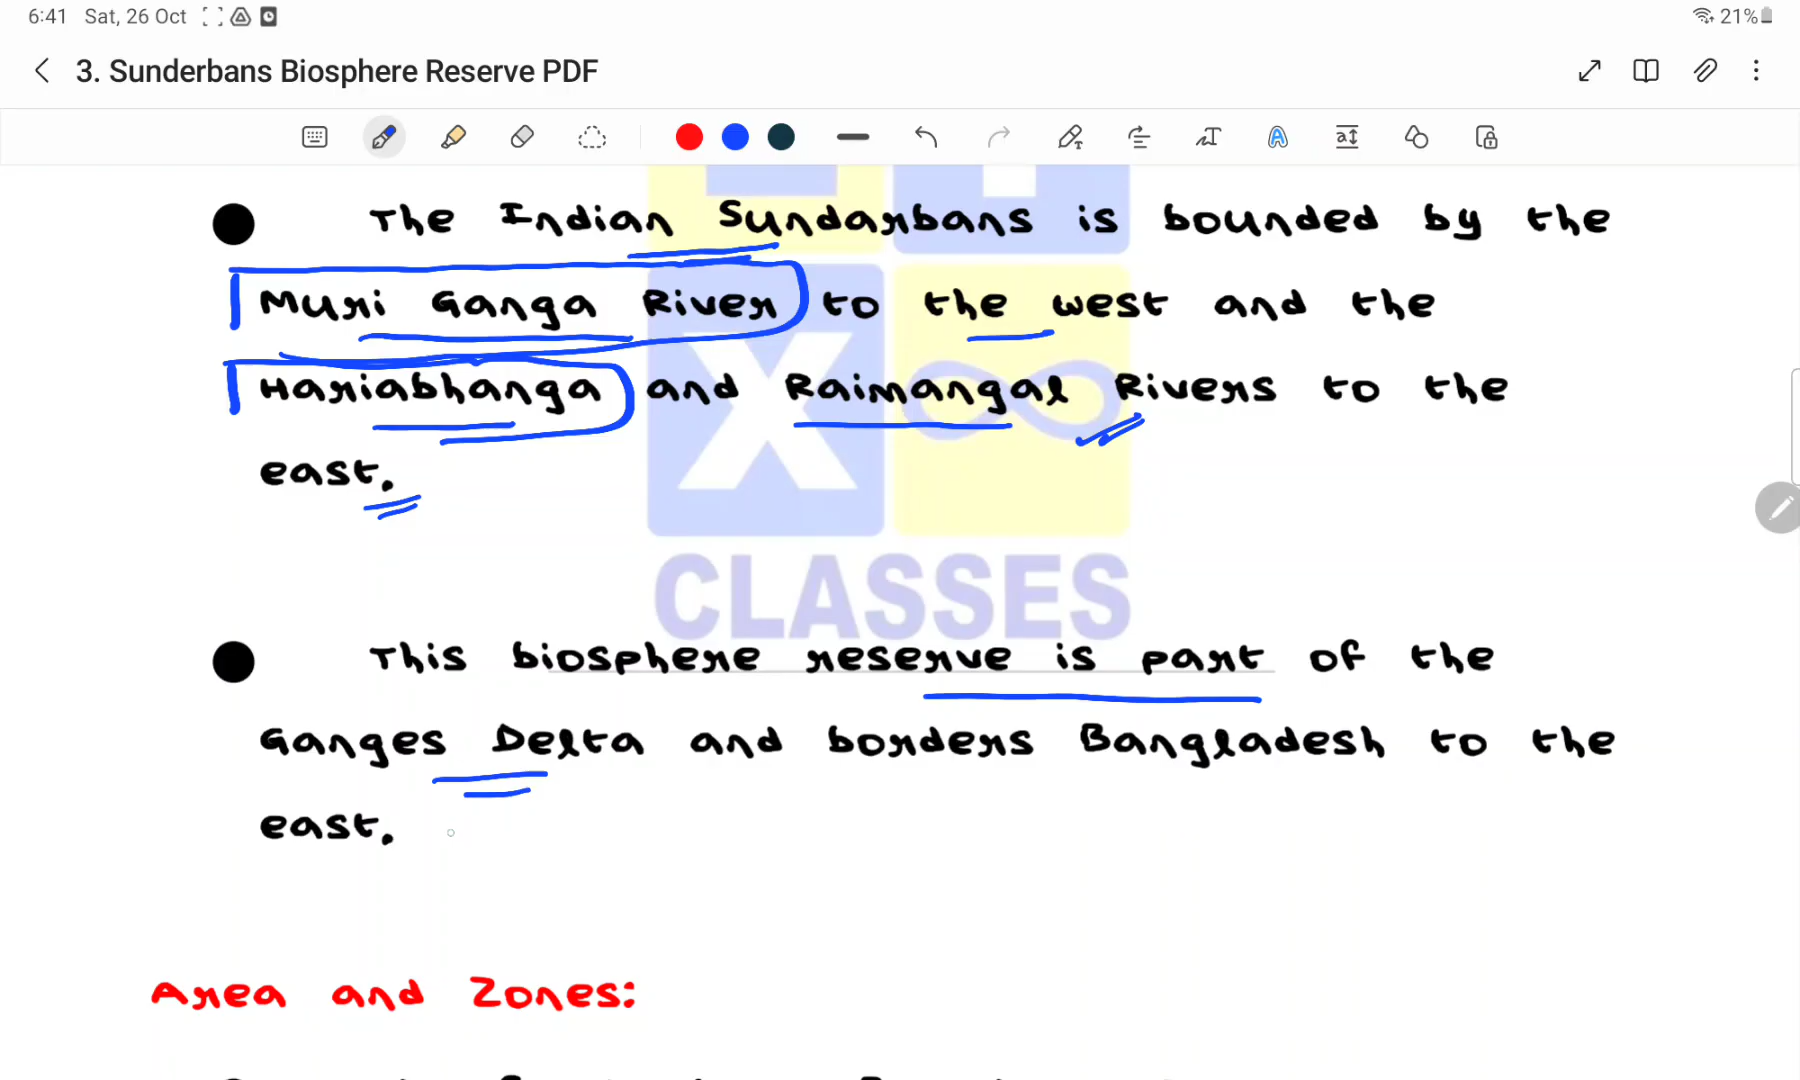 6:41 Sat, 26 Oct
21%
3. Sunderbans Biosphere Reserve PDF
The Indian Sundarbans is bounded by the
Muri Ganga River to the west and the
Hariabhanga and Raimangal Rivers to the
east.
CLASSES
This biosphere reserve is part of the
Ganges Delta and borders Bangladesh to the
east.
Area and Zones: